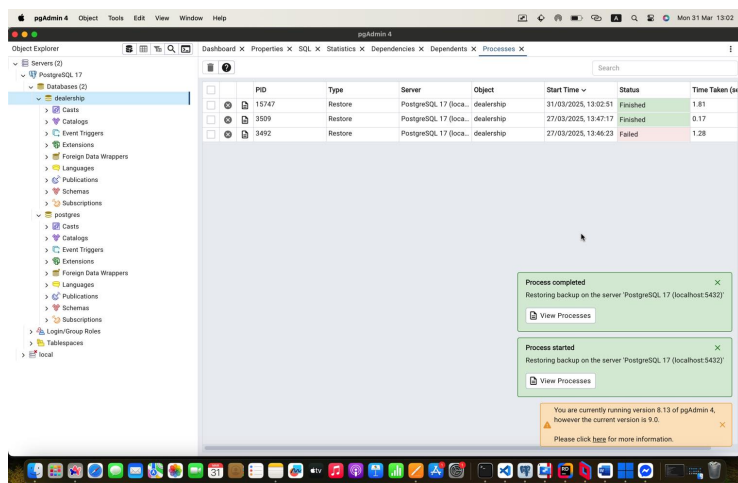 pgAdmin 4 Object Tools Edit View Window Help
A
Mon 31 Mar 13:02
pgAdmin 4
Object Explorer
Dashboard Properties SQL Statistics Dependencies Dependents Processes
Servers (2)
PostgreSQL 17
Databases (2)
dealership
Casts
Catalogs
Event Triggers
Extensions
Foreign Data Wrappers
Languages
Publications
Schemas
Subscriptions
postgres
Casts
Catalogs
Event Triggers
Extensions
Foreign Data Wrappers
Languages
Publications
Schemas
Subscriptions
Login/Group Roles
Tablespaces
local
Search
PID Type Server Object Start Time Status Time Taken (se
15747 Restore PostgreSQL 17 (loca... dealership 31/03/2025, 13:02:51 Finished 1.81
3509 Restore PostgreSQL 17 (loca... dealership 27/03/2025, 13:47:17 Finished 0.17
3492 Restore PostgreSQL 17 (loca... dealership 27/03/2025, 13:46:23 Failed 1.28
Process completed
Restoring backup on the server 'PostgreSQL 17 (localhost:5432)'
View Processes
Process started
Restoring backup on the server 'PostgreSQL 17 (localhost:5432)'
View Processes
You are currently running version 8.13 of pgAdmin 4,
however the current version is 9.0.
Please click here for more information.
31
tv